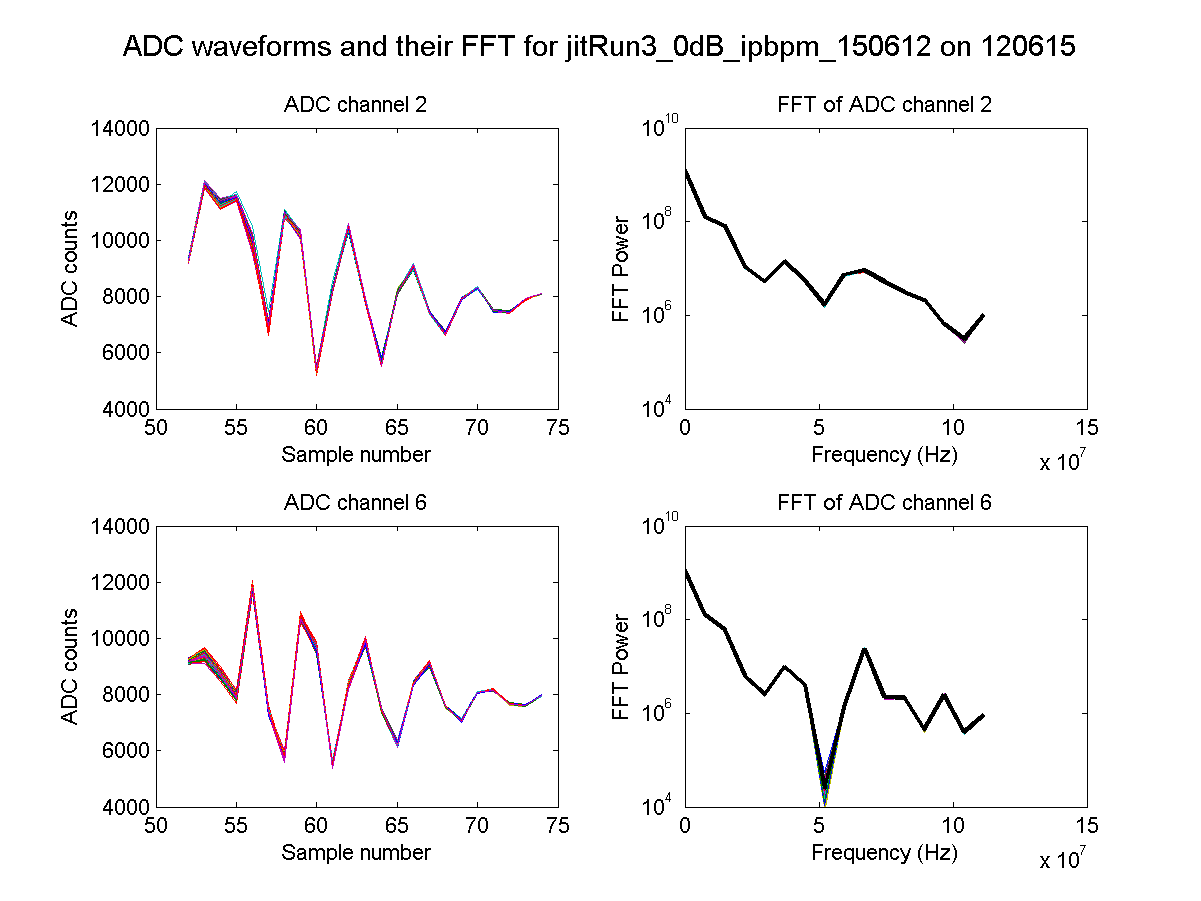 ADC waveforms and their FFT for jitRun3_0dB_ipbpm_150612 on 120615
ADC channel 2
14000
12000
10000
8000
6000
4000
ADC counts
50 55 60 65 70 75
Sample number
FFT of ADC channel 2
10^10
10^8
10^6
10^4
FFT Power
0 5 10 15
Frequency (Hz)
x 10^7
ADC channel 6
14000
12000
10000
8000
6000
4000
ADC counts
50 55 60 65 70 75
Sample number
FFT of ADC channel 6
10^10
10^8
10^6
10^4
FFT Power
0 5 10 15
Frequency (Hz)
x 10^7